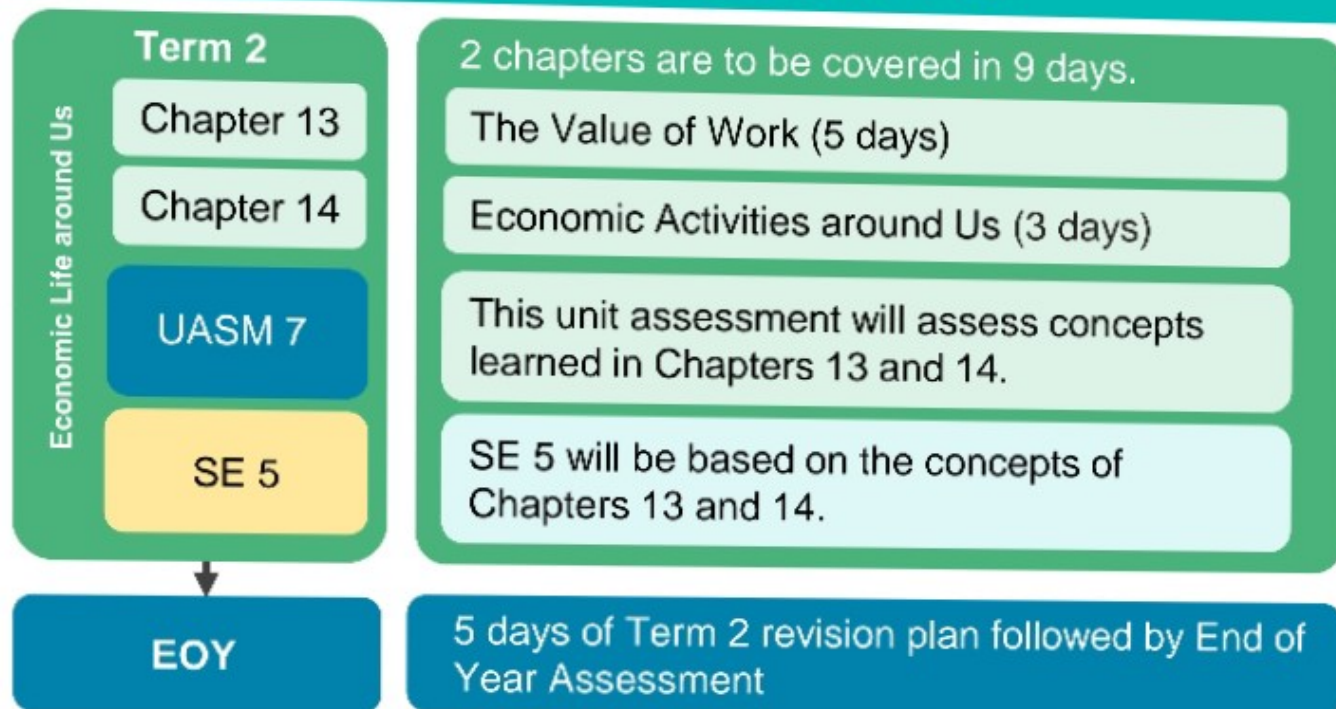 Term 2
Economic Life around Us
Chapter 13
Chapter 14
UASM 7
SE 5
2 chapters are to be covered in 9 days.
The Value of Work (5 days)
Economic Activities around Us (3 days)
This unit assessment will assess concepts
learned in Chapters 13 and 14.
SE 5 will be based on the concepts of
Chapters 13 and 14.
EOY
5 days of Term 2 revision plan followed by End of
Year Assessment